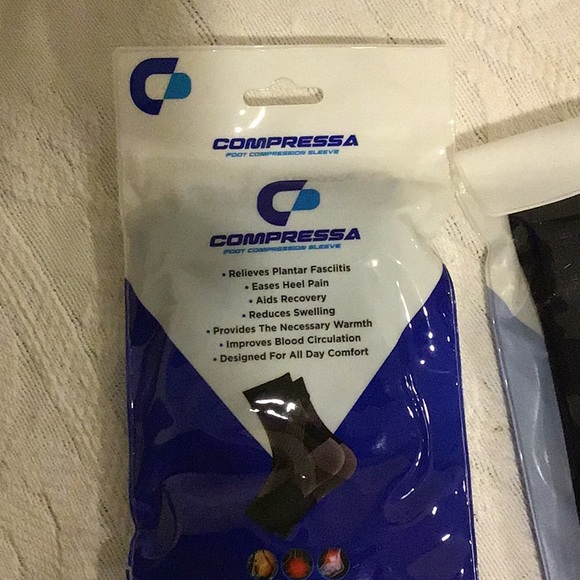 COMPRESSA
FOOT COMPRESSION SLEEVE
COMPRESSA
FOOT COMPRESSION SLEEVE
• Relieves Plantar Fasciitis
• Eases Heel Pain
• Aids Recovery
• Reduces Swelling
• Provides The Necessary Warmth
• Improves Blood Circulation
• Designed For All Day Comfort